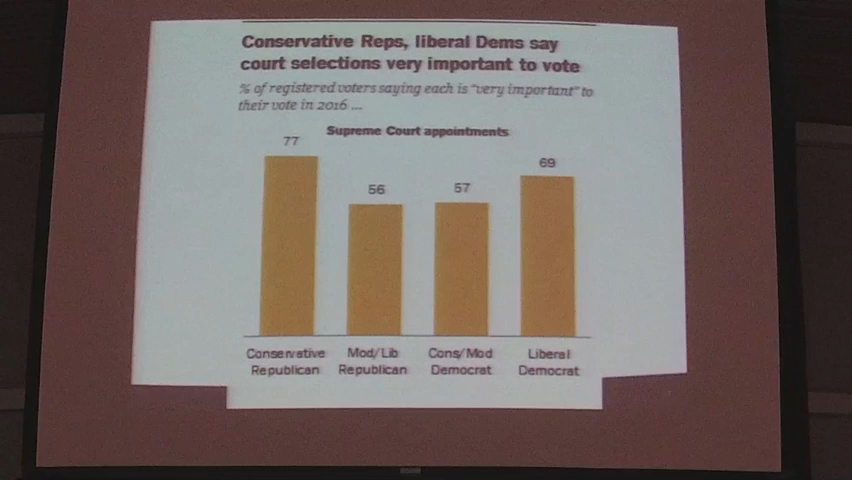 Conservative Reps, liberal Dems say
court selections very important to vote
% of registered voters saying each is "very important" to
their vote in 2016 ...
Supreme Court appointments
77
56
57
69
Conservative Republican
Mod/Lib Republican
Cons/Mod Democrat
Liberal Democrat